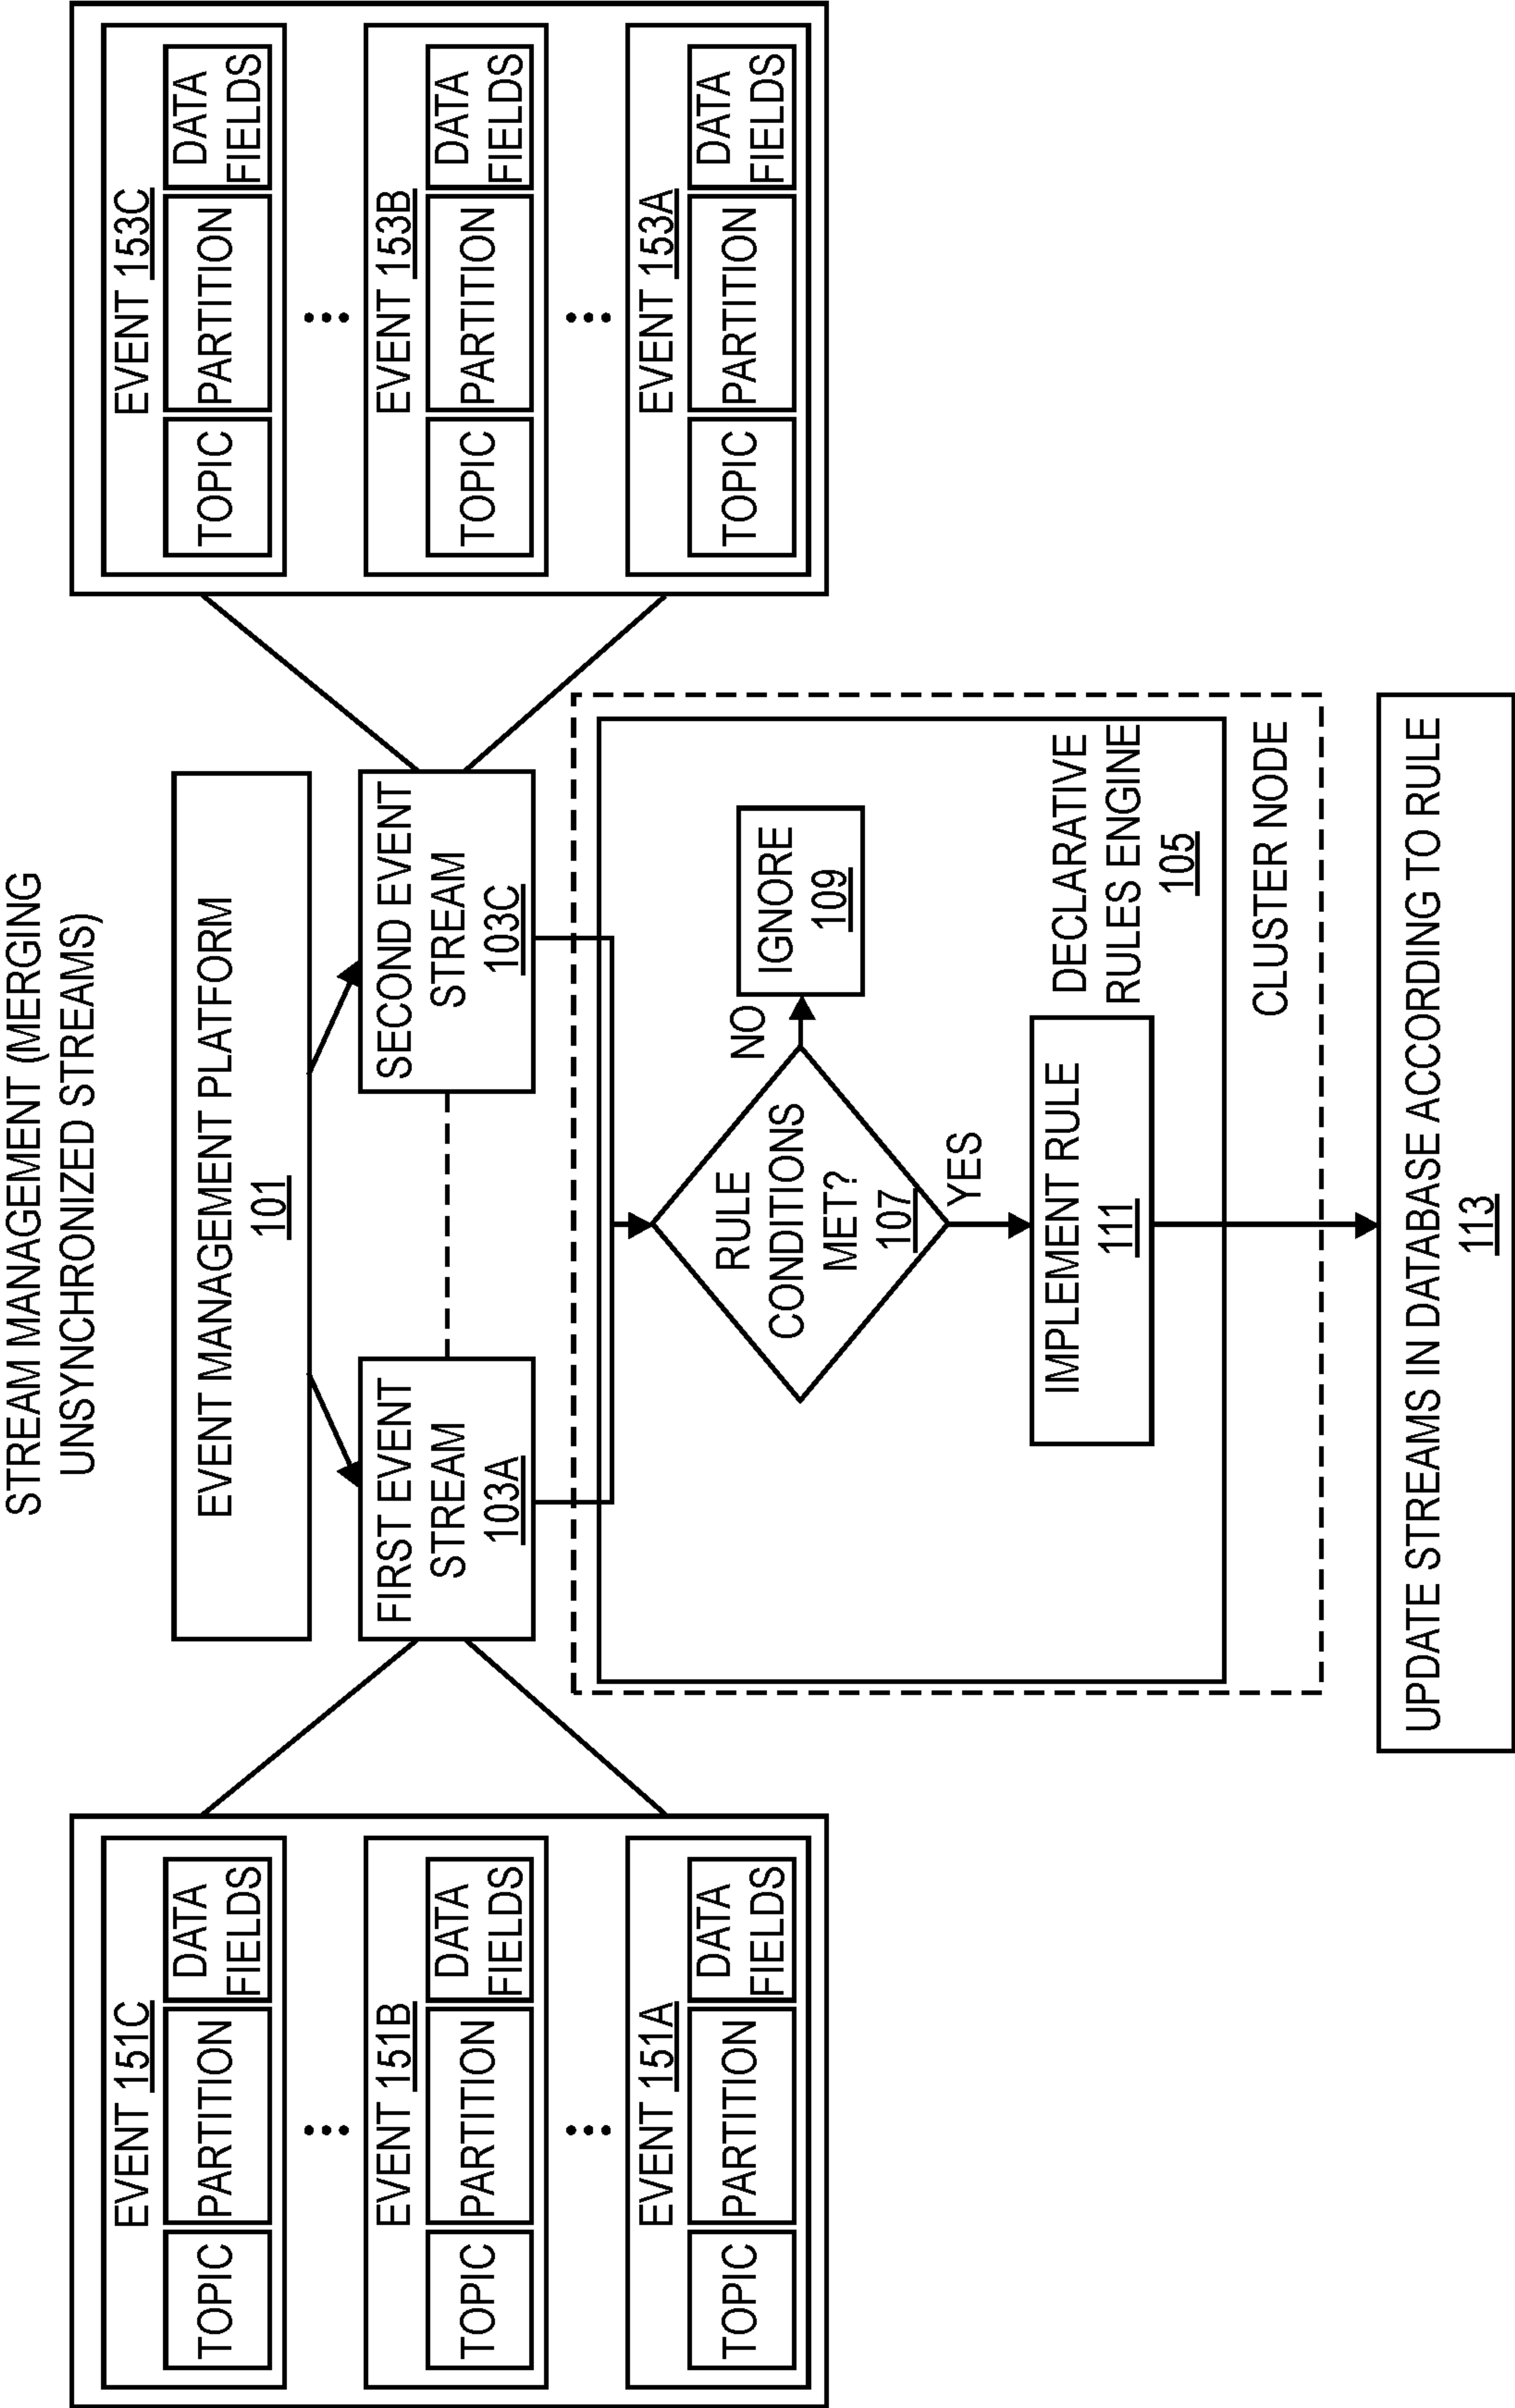 STREAM MANAGEMENT (MERGING
UNSYNCHRONIZED STREAMS)
EVENT 151C
TOPIC
PARTITION
DATA
FIELDS
EVENT 151B
TOPIC
PARTITION
DATA
FIELDS
EVENT 151A
TOPIC
PARTITION
DATA
FIELDS
EVENT MANAGEMENT PLATFORM
101
FIRST EVENT
STREAM
103A
SECOND EVENT
STREAM
103C
EVENT 153C
TOPIC
PARTITION
DATA
FIELDS
EVENT 153B
TOPIC
PARTITION
DATA
FIELDS
EVENT 153A
TOPIC
PARTITION
DATA
FIELDS
RULE
CONDITIONS
MET?
107
NO
IGNORE
109
YES
IMPLEMENT RULE
111
DECLARATIVE
RULES ENGINE
105
CLUSTER NODE
UPDATE STREAMS IN DATABASE ACCORDING TO RULE
113